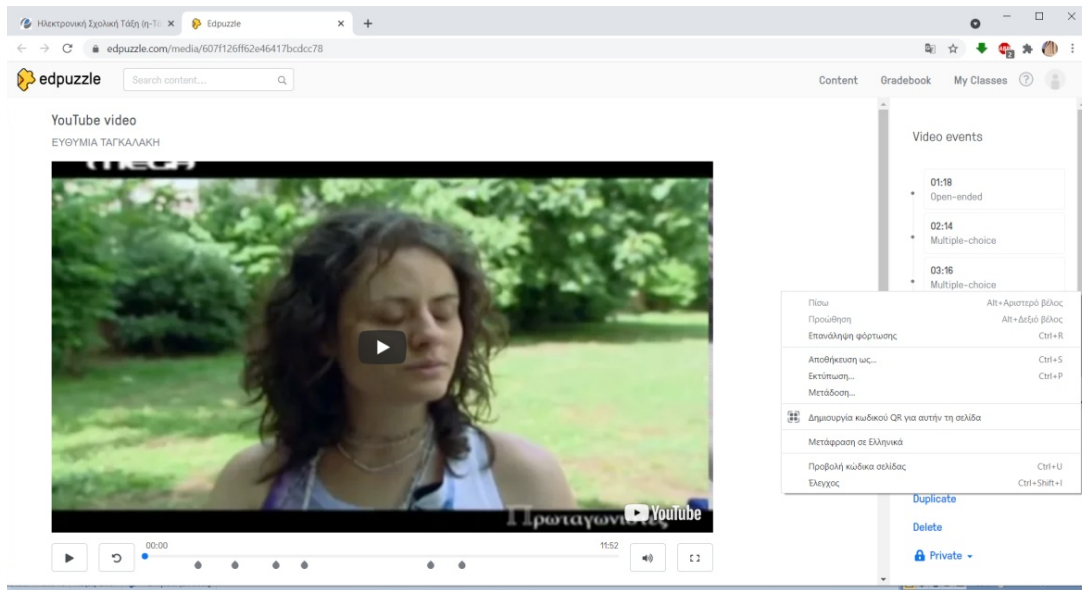 Ηλεκτρονική Σχολική Τάξη (η-Τά
Edpuzzle
edpuzzle.com/media/607f126ff62e46417bcdcc78
edpuzzle
Search content...
Content
Gradebook
My Classes
YouTube video
ΕΥΘΥΜΙΑ ΤΑΓΚΑΛΑΚΗ
Video events
01:18
Open-ended
02:14
Multiple-choice
03:16
Multiple-choice
Πίσω Alt+Αριστερό βέλος
Προώθηση Alt+Δεξιό βέλος
Επανάληψη φόρτωσης Ctrl+R
Αποθήκευση ως... Ctrl+S
Εκτύπωση... Ctrl+P
Μετάδοση...
Δημιουργία κωδικού QR για αυτήν τη σελίδα
Μετάφραση σε Ελληνικά
Προβολή κώδικα σελίδας Ctrl+U
Έλεγχος Ctrl+Shift+I
Duplicate
Delete
Private
YouTube
00:00
11:52